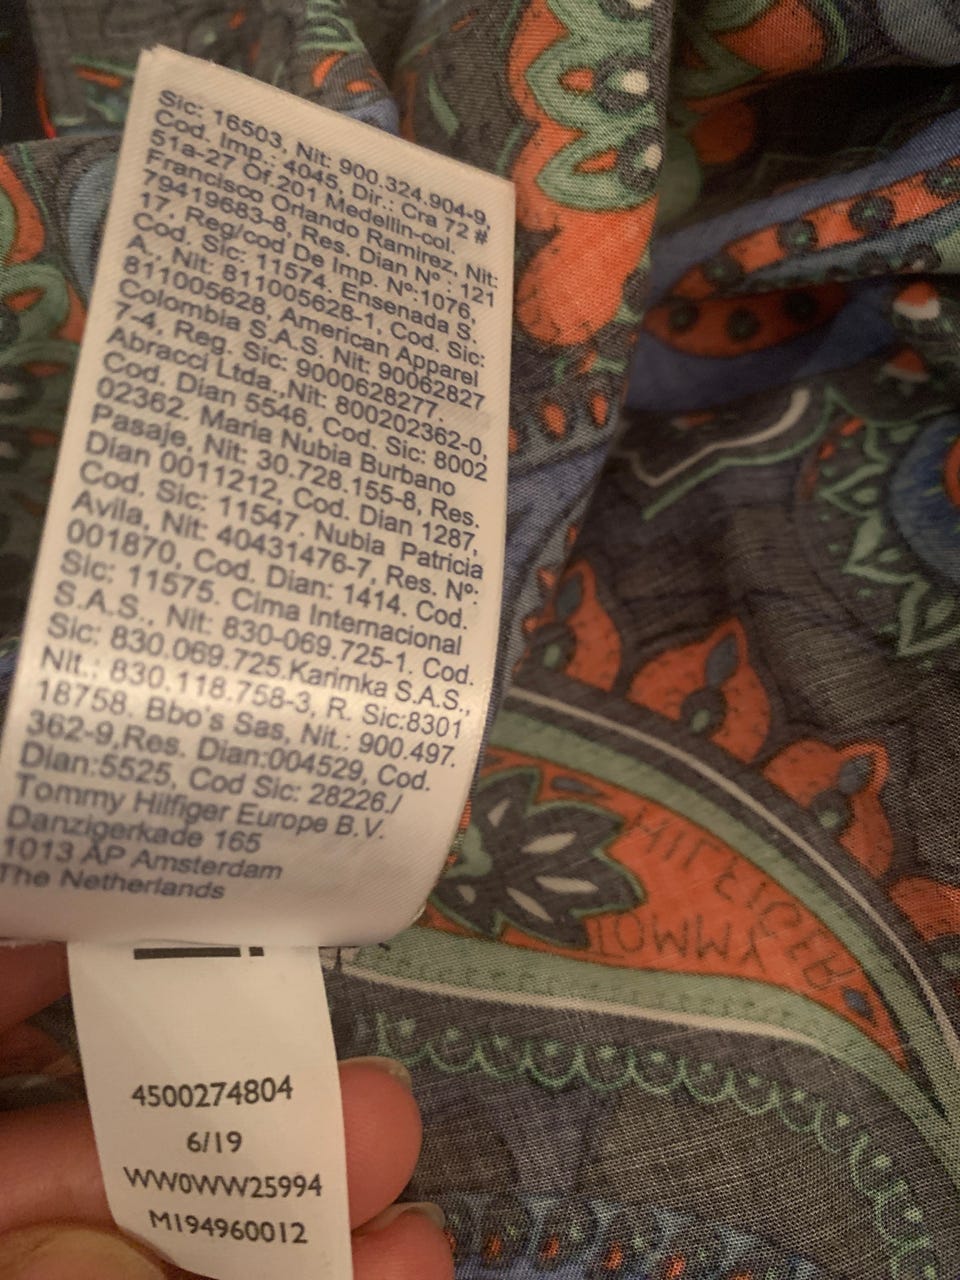 Sic: 16503, Nit: 900.324.904-9,
Cod. Imp.: 4045, Dir.: Cra 72 #
51a-27 Of.201 Medellin-col.
Francisco Orlando Ramirez, Nit:
79419683-8, Res. Dian Nº : 121
17, Reg/cod De Imp. Nº:1076,
Cod. Sic: 11574. Ensenada S.
A., Nit: 811005628-1, Cod. Sic:
811005628, American Apparel
Colombia S.A.S. Nit: 90062827
7-4, Reg. Sic: 9000628277.
Abracci Ltda.,Nit: 800202362-0,
Cod. Dian 5546, Cod. Sic: 8002
02362. Maria Nubia Burbano
Pasaje, Nit: 30.728.155-8, Res.
Dian 0011212, Cod. Dian 1287,
Cod. Sic: 11547. Nubia Patricia
Avila, Nit: 40431476-7, Res. Nº:
001870, Cod. Dian: 1414. Cod.
Sic: 11575. Cima Internacional
S.A.S., Nit: 830-069.725-1. Cod.
Sic: 830.069.725.Karimka S.A.S.,
Nit.: 830.118.758-3, R. Sic:8301
18758. Bbo's Sas, Nit.: 900.497.
362-9,Res. Dian:004529, Cod.
Dian:5525, Cod Sic: 28226./
Tommy Hilfiger Europe B.V.
Danzigerkade 165
1013 AP Amsterdam
The Netherlands
4500274804
6/19
WW0WW25994
M194960012
HILFIGER
TOMMY